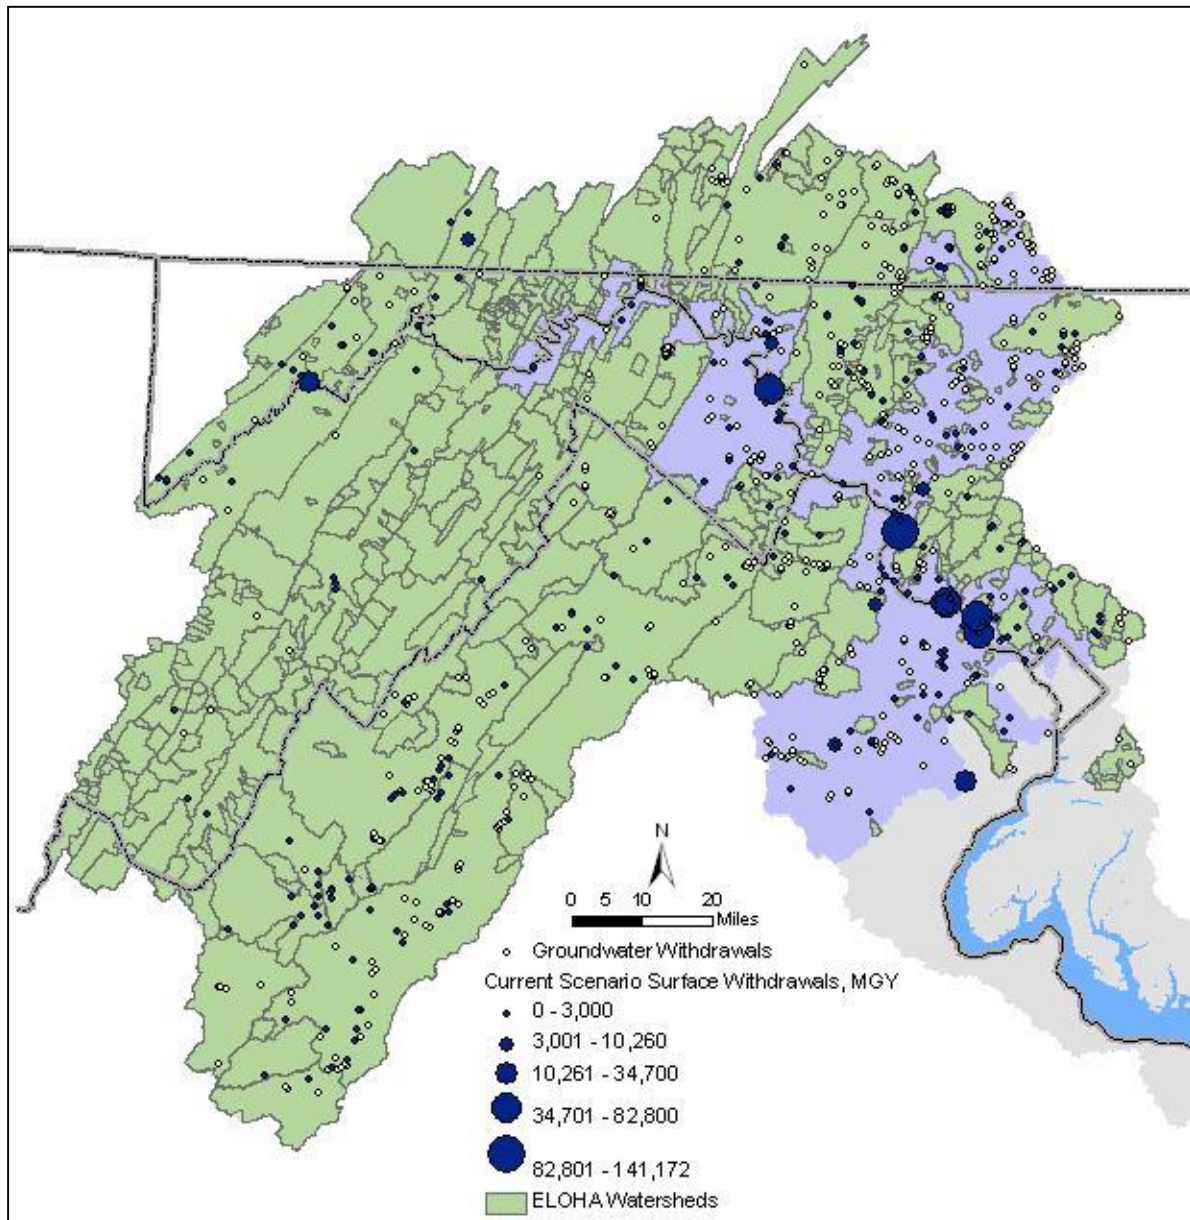 N
0 5 10 20
Miles
Groundwater Withdrawals
Current Scenario Surface Withdrawals, MGY
0 - 3,000
3,001 - 10,260
10,261 - 34,700
34,701 - 82,800
82,801 - 141,172
ELOHA Watersheds